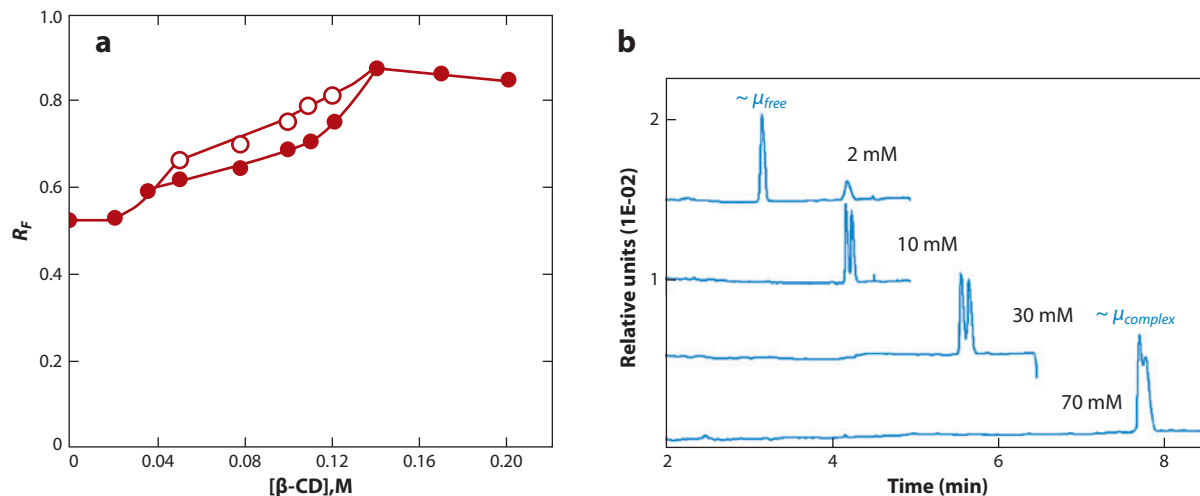 a
1.0
0.8
0.6
0.4
0.2
0
R_F
0
0.04
0.08
0.12
0.16
0.20
[β-CD],M
b
~ μ_free
2
2 mM
10 mM
1
30 mM
~ μ_complex
70 mM
Relative units (1E-02)
2
4
6
8
Time (min)